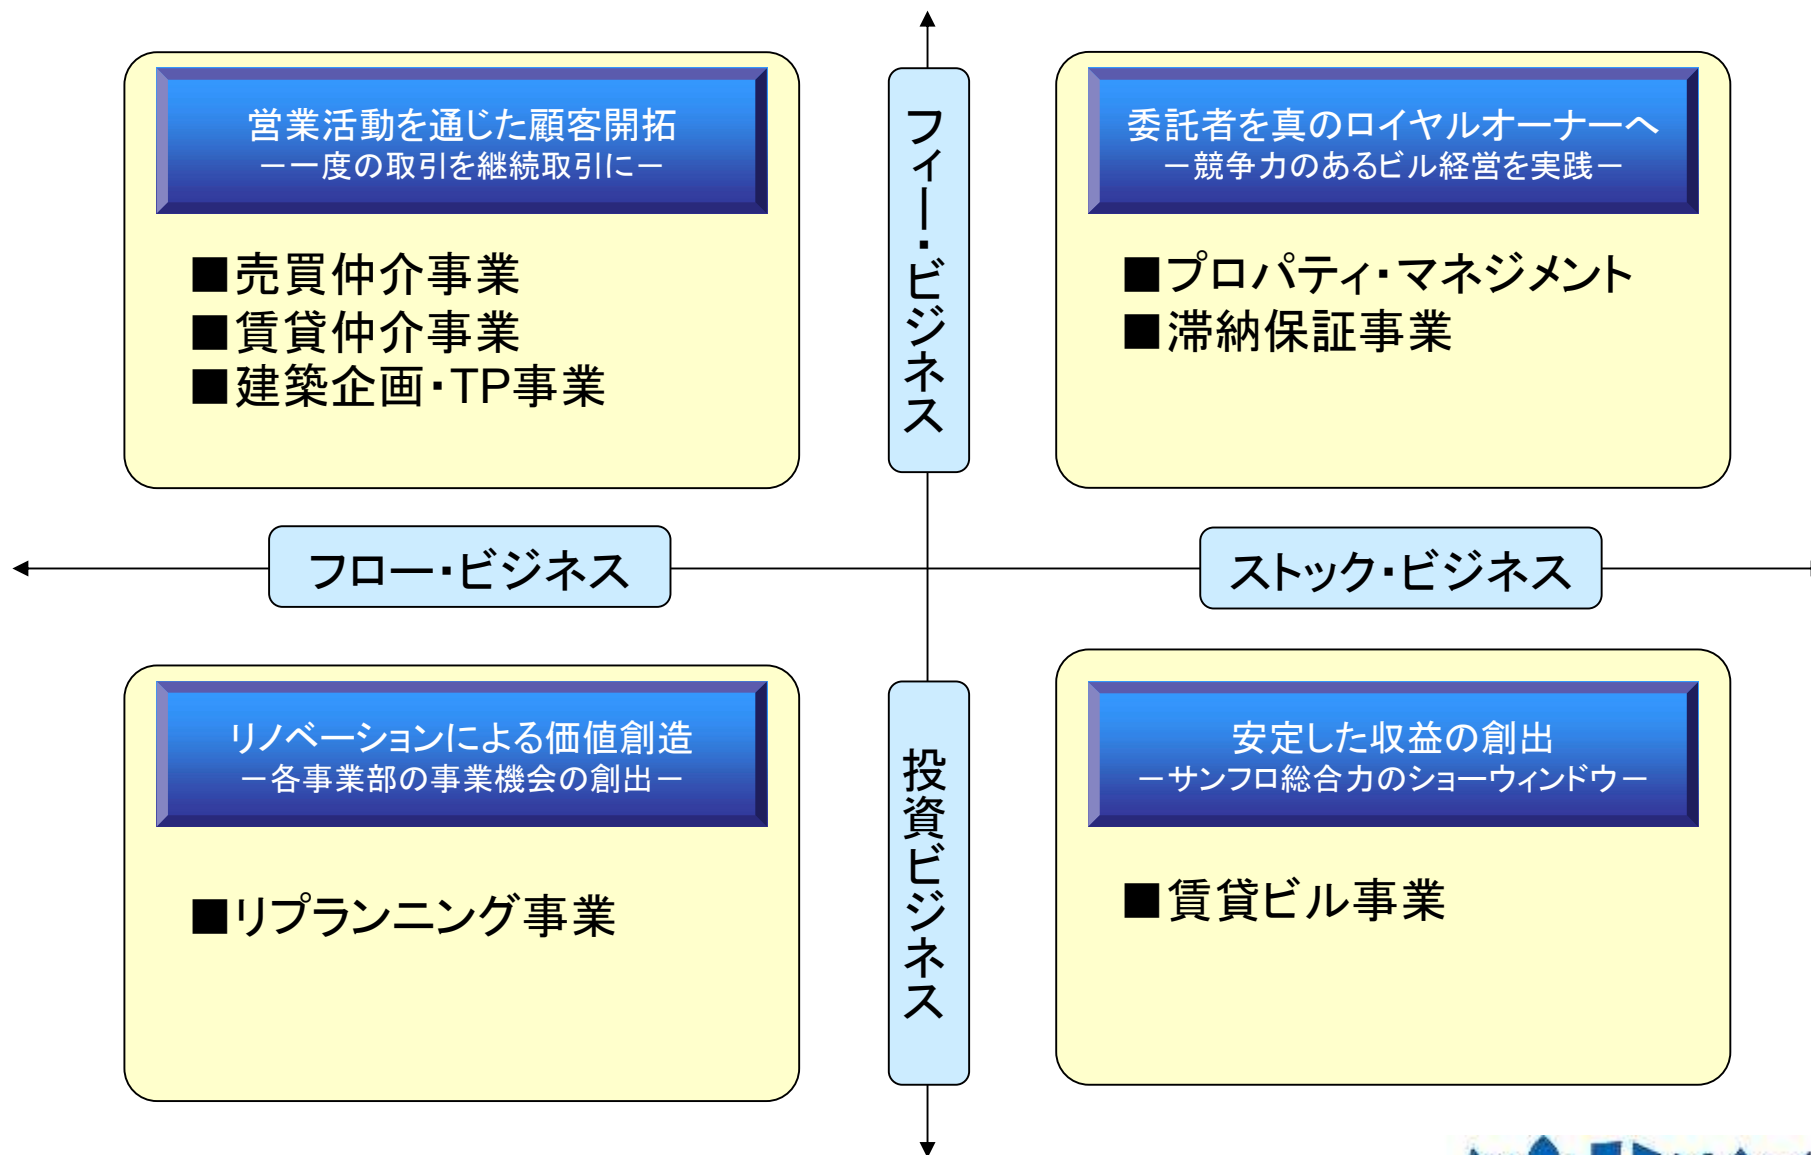 営業活動を通じた顧客開拓
－一度の取引を継続取引に－
■売買仲介事業
■賃貸仲介事業
■建築企画・TP事業
フィー・ビジネス
委託者を真のロイヤルオーナーへ
－競争力のあるビル経営を実践－
■プロパティ・マネジメント
■滞納保証事業
フロー・ビジネス
ストック・ビジネス
リノベーションによる価値創造
－各事業部の事業機会の創出－
■リプランニング事業
投資ビジネス
安定した収益の創出
－サンフロ総合力のショーウィンドウ－
■賃貸ビル事業